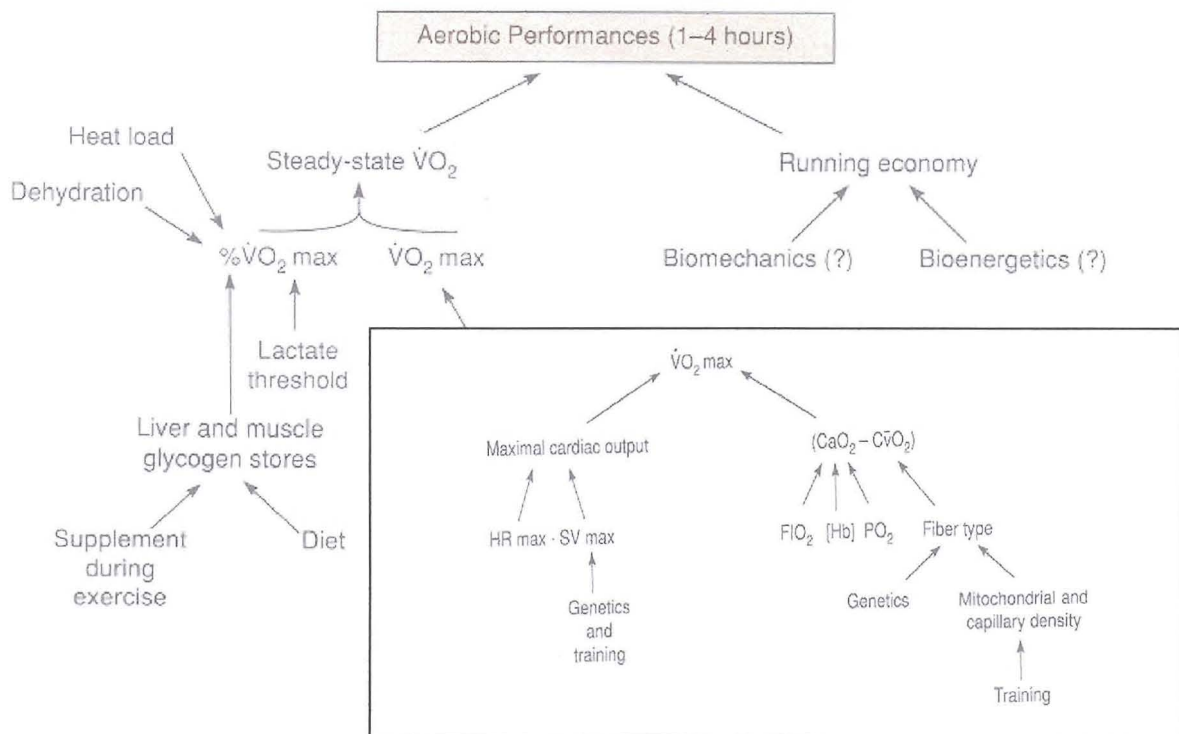 Aerobic Performances (1–4 hours)
Heat load
Steady-state V̇O₂
Running economy
Dehydration
%V̇O₂ max
V̇O₂ max
Biomechanics (?)
Bioenergetics (?)
Lactate
threshold
Liver and muscle
glycogen stores
Supplement
during
exercise
Diet
V̇O₂ max
Maximal cardiac output
(CaO₂ – Cv̄O₂)
HR max · SV max
FIO₂ [Hb] PO₂
Fiber type
Genetics
and
training
Genetics
Mitochondrial and
capillary density
Training